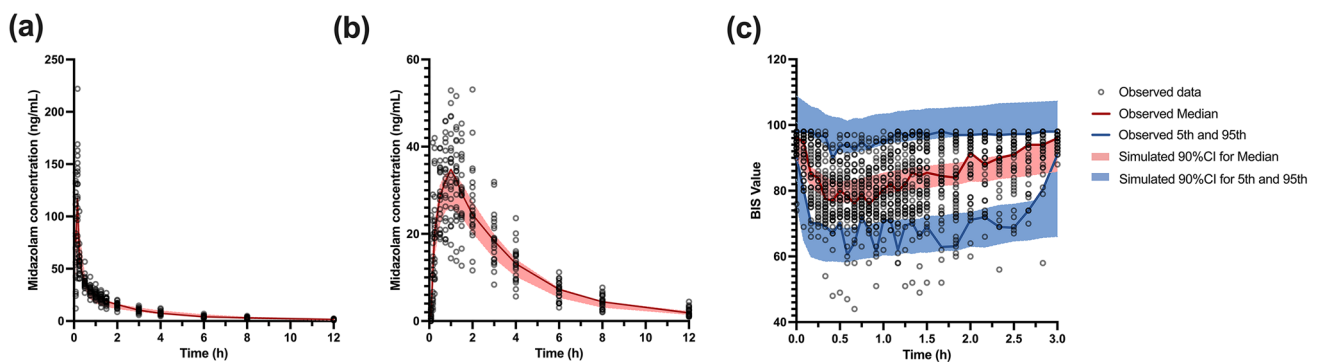 (a)
(b)
(c)
250
200
150
100
50
0
Midazolam concentration (ng/mL)
0 2 4 6 8 10 12
Time (h)
60
40
20
0
Midazolam concentration (ng/mL)
0 2 4 6 8 10 12
Time (h)
120
100
80
60
40
BIS Value
0.0 0.5 1.0 1.5 2.0 2.5 3.0
Time (h)
Observed data
Observed Median
Observed 5th and 95th
Simulated 90%CI for Median
Simulated 90%CI for 5th and 95th